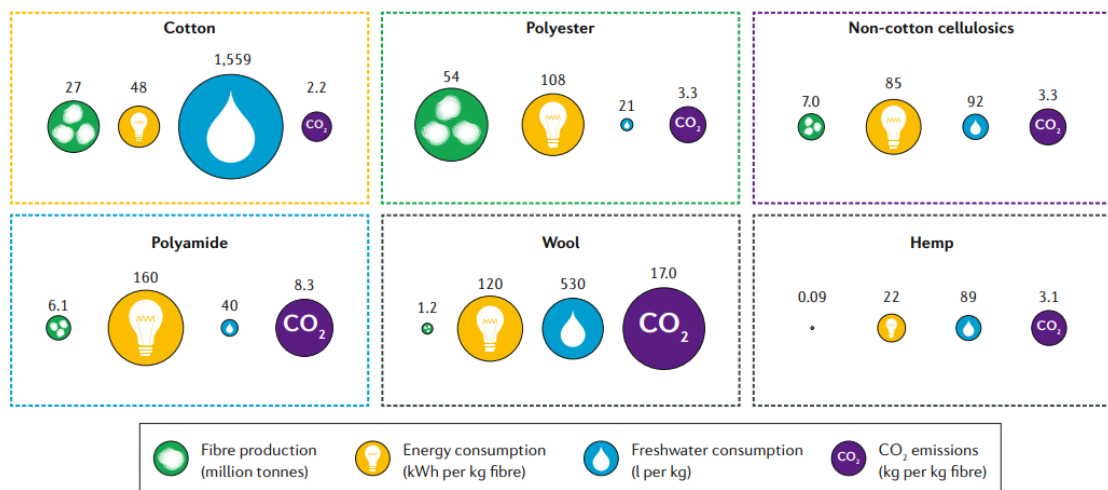 Cotton
27
48
1,559
2.2
CO2
Polyester
54
108
21
3.3
CO2
Non-cotton cellulosics
7.0
85
92
3.3
CO2
Polyamide
6.1
160
40
8.3
CO2
Wool
1.2
120
530
17.0
CO2
Hemp
0.09
22
89
3.1
CO2
Fibre production
(million tonnes)
Energy consumption
(kWh per kg fibre)
Freshwater consumption
(l per kg)
CO2
CO2 emissions
(kg per kg fibre)